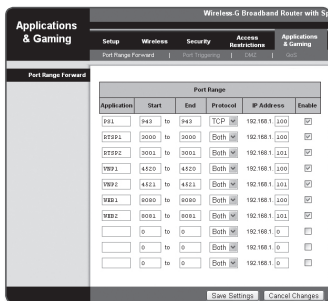 Wireless-G Broadband Router with Sp
Applications & Gaming
Setup Wireless Security Access Restrictions Applications & Gaming
Port Range Forward | Port Triggering | DMZ | QoS
Port Range Forward
Port Range
Application Start End Protocol IP Address Enable
PS1 943 to 943 TCP 192.168.1. 100
RTSP1 3000 to 3000 Both 192.168.1. 100
RTSP2 3001 to 3001 Both 192.168.1. 101
VNP1 4520 to 4520 Both 192.168.1. 100
VNP2 4521 to 4521 Both 192.168.1. 101
WEB1 8080 to 8080 Both 192.168.1. 100
WEB2 8081 to 8081 Both 192.168.1. 101
0 to 0 Both 192.168.1. 0
0 to 0 Both 192.168.1. 0
0 to 0 Both 192.168.1. 0
Save Settings Cancel Changes